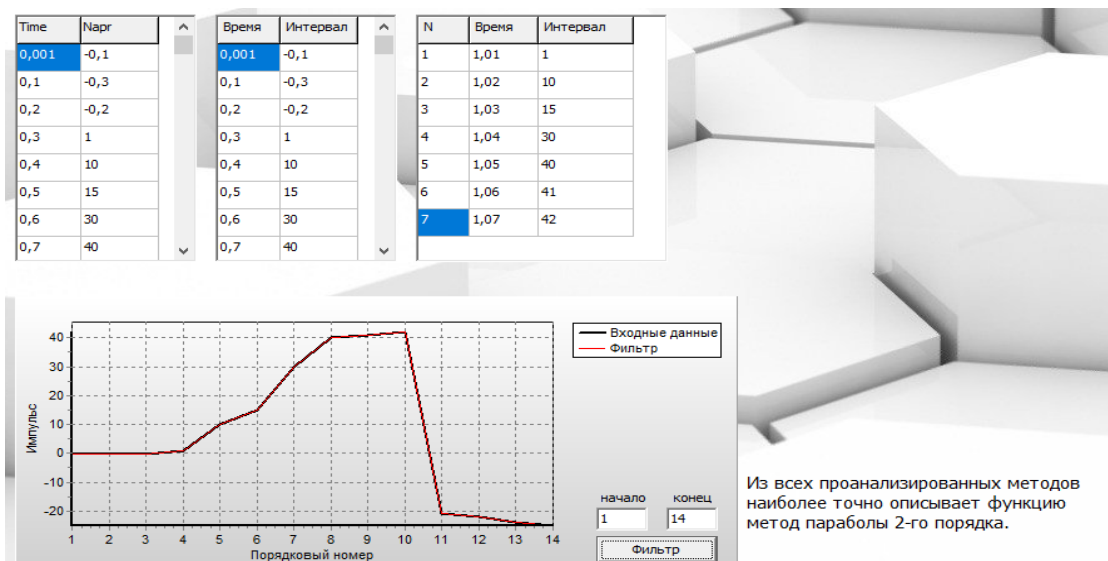 Time Napr
0,001 -0,1
0,1 -0,3
0,2 -0,2
0,3 1
0,4 10
0,5 15
0,6 30
0,7 40
Время Интервал
0,001 -0,1
0,1 -0,3
0,2 -0,2
0,3 1
0,4 10
0,5 15
0,6 30
0,7 40
N Время Интервал
1 1,01 1
2 1,02 10
3 1,03 15
4 1,04 30
5 1,05 40
6 1,06 41
7 1,07 42
Импульс
40
30
20
10
0
-10
-20
1 2 3 4 5 6 7 8 9 10 11 12 13 14
Порядковый номер
Входные данные
Фильтр
начало конец
1 14
Фильтр
Из всех проанализированных методов
наиболее точно описывает функцию
метод параболы 2-го порядка.